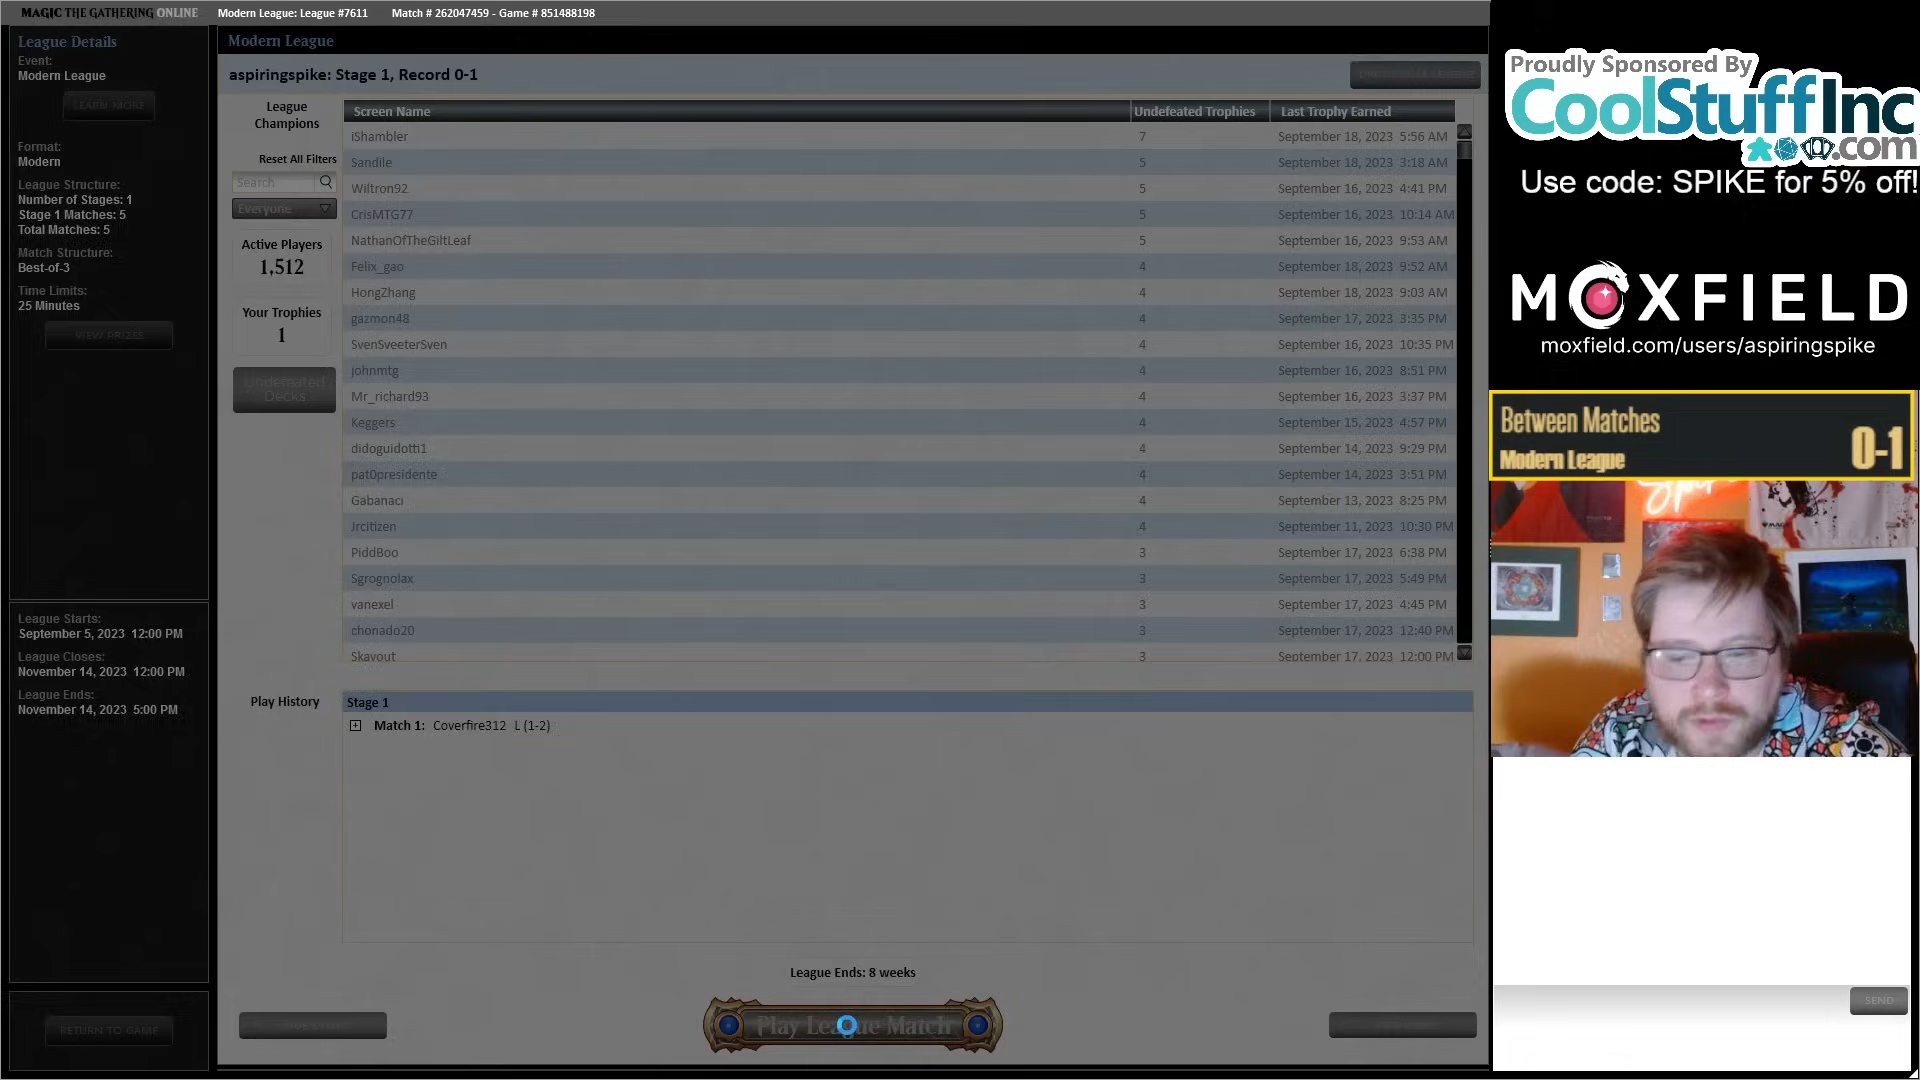 MAGIC THE GATHERING ONLINE
Modern League: League #7611 Match # 262047459 - Game # 851488198
League Details
Event:
Modern League
LEARN MORE
Format:
Modern
League Structure:
Number of Stages: 1
Stage 1 Matches: 5
Total Matches: 5
Match Structure:
Best-of-3
Time Limits:
25 Minutes
VIEW PRIZES
League Starts:
September 5, 2023 12:00 PM
League Closes:
November 14, 2023 12:00 PM
League Ends:
November 14, 2023 5:00 PM
RETURN TO GAME
Modern League
aspiringspike: Stage 1, Record 0-1
League
Champions
Reset All Filters
Search
Everyone
Active Players
1,512
Your Trophies
1
Undefeated
Decks
Screen Name Undefeated Trophies Last Trophy Earned
iShambler 7 September 18, 2023 5:56 AM
Sandile 5 September 18, 2023 3:18 AM
Wiltron92 5 September 16, 2023 4:41 PM
CrisMTG77 5 September 16, 2023 10:14 AM
NathanOfTheGiltLeaf 5 September 16, 2023 9:53 AM
Felix_gao 4 September 18, 2023 9:52 AM
HongZhang 4 September 18, 2023 9:03 AM
gazmon48 4 September 17, 2023 3:35 PM
SvenSveeterSven 4 September 16, 2023 10:35 PM
johnmtg 4 September 16, 2023 8:51 PM
Mr_richard93 4 September 16, 2023 3:37 PM
Keggers 4 September 15, 2023 4:57 PM
didoguidotti1 4 September 14, 2023 9:29 PM
pat0presidente 4 September 14, 2023 3:51 PM
Gabanaci 4 September 13, 2023 8:25 PM
Jrcitizen 4 September 11, 2023 10:30 PM
PiddBoo 3 September 17, 2023 6:38 PM
Sgrognolax 3 September 17, 2023 5:49 PM
vanexel 3 September 17, 2023 4:45 PM
chonado20 3 September 17, 2023 12:40 PM
Skavout 3 September 17, 2023 12:00 PM
Play History
Stage 1
Match 1: Coverfire312 L (1-2)
League Ends: 8 weeks
Play League Match
Proudly Sponsored By
CoolStuffInc
.com
Use code: SPIKE for 5% off!
MOXFIELD
moxfield.com/users/aspiringspike
Between Matches
Modern League
0-1
SEND